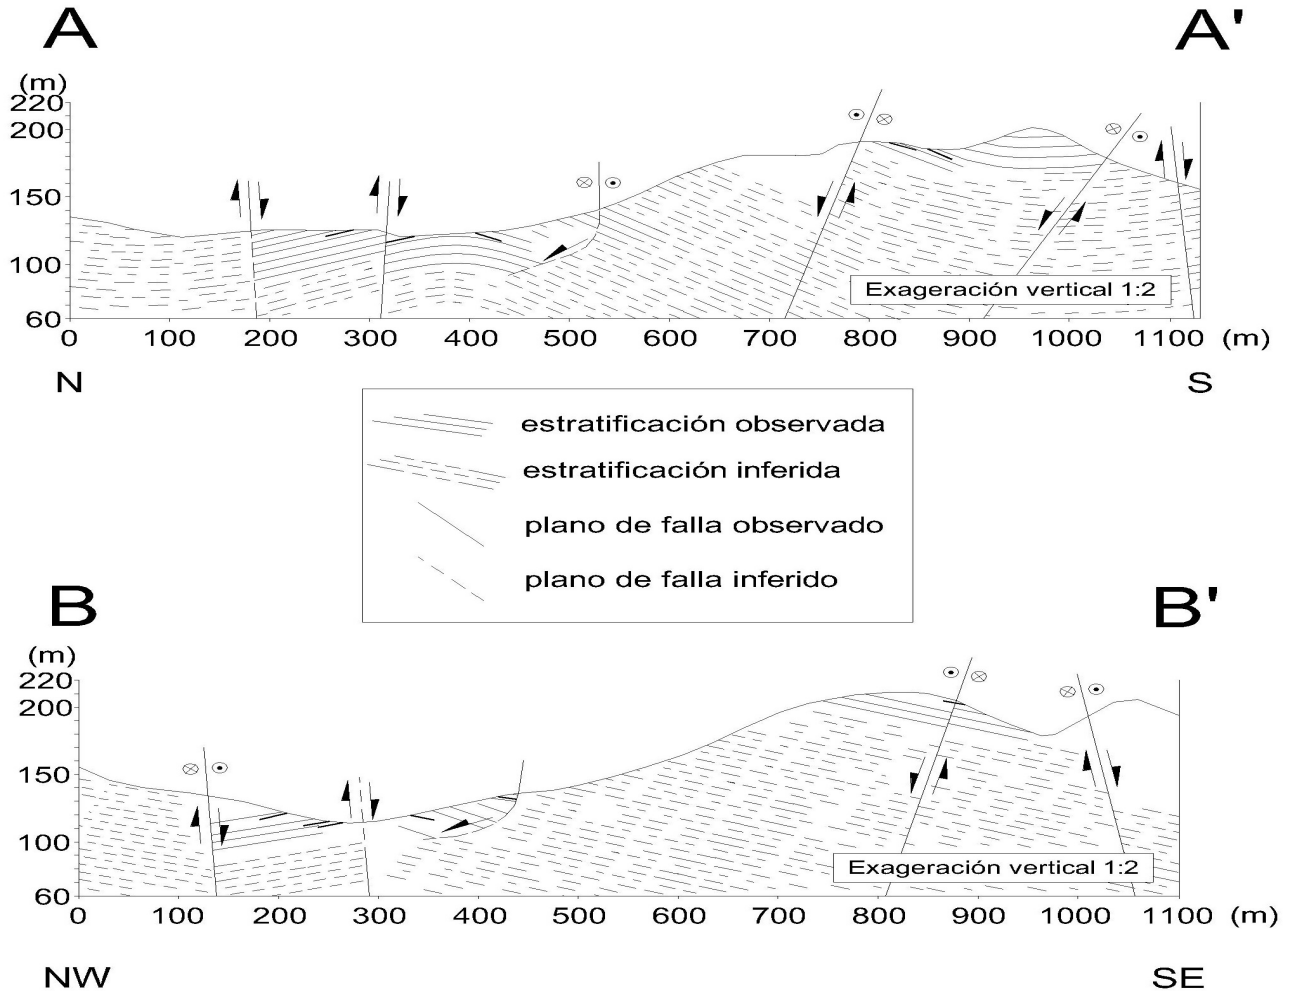 A A'
(m)
220
200
150
100
60
Exageración vertical 1:2
0 100 200 300 400 500 600 700 800 900 1000 1100 (m)
N S
estratificación observada
estratificación inferida
plano de falla observado
plano de falla inferido
B B'
(m)
220
200
150
100
60
Exageración vertical 1:2
0 100 200 300 400 500 600 700 800 900 1000 1100 (m)
NW SE